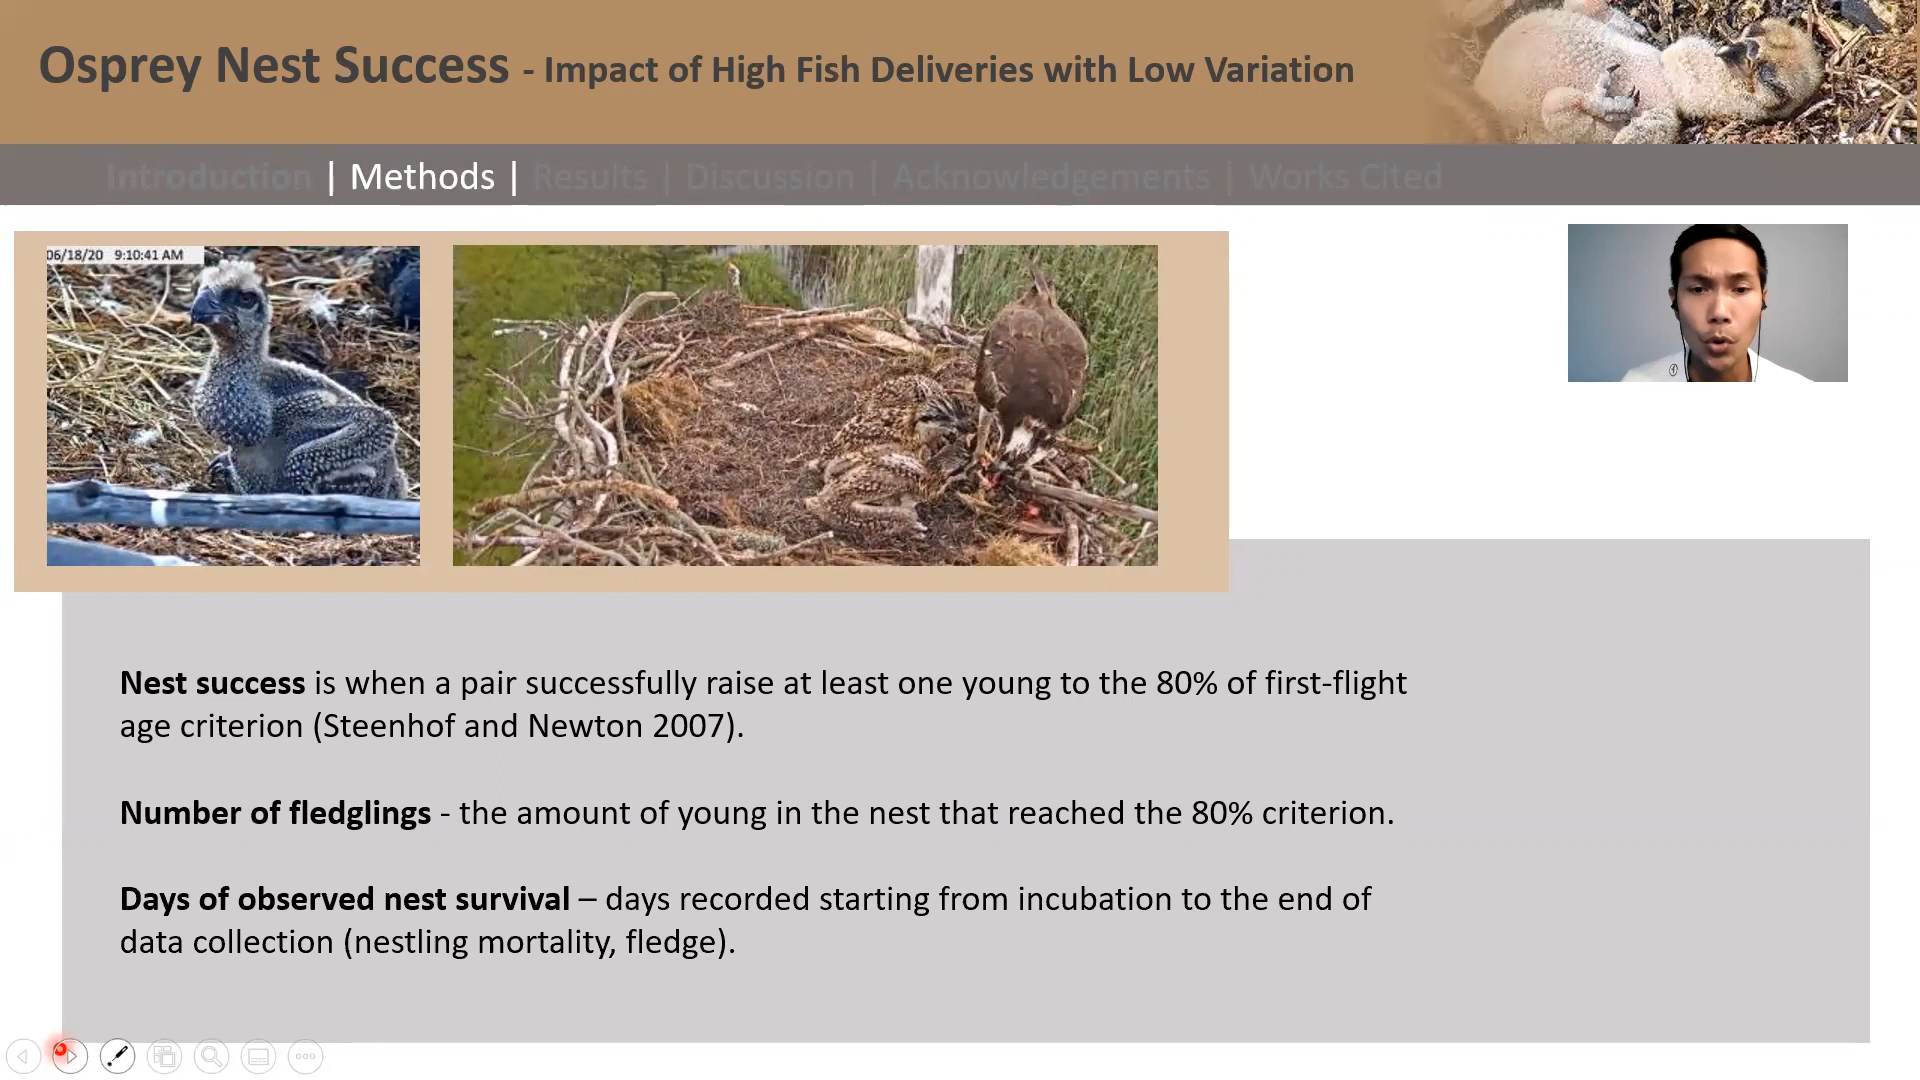 Osprey Nest Success - Impact of High Fish Deliveries with Low Variation
Introduction | Methods | Results | Discussion | Acknowledgements | Works Cited
06/18/20 9:10:41 AM
Nest success is when a pair successfully raise at least one young to the 80% of first-flight
age criterion (Steenhof and Newton 2007).
Number of fledglings - the amount of young in the nest that reached the 80% criterion.
Days of observed nest survival – days recorded starting from incubation to the end of
data collection (nestling mortality, fledge).